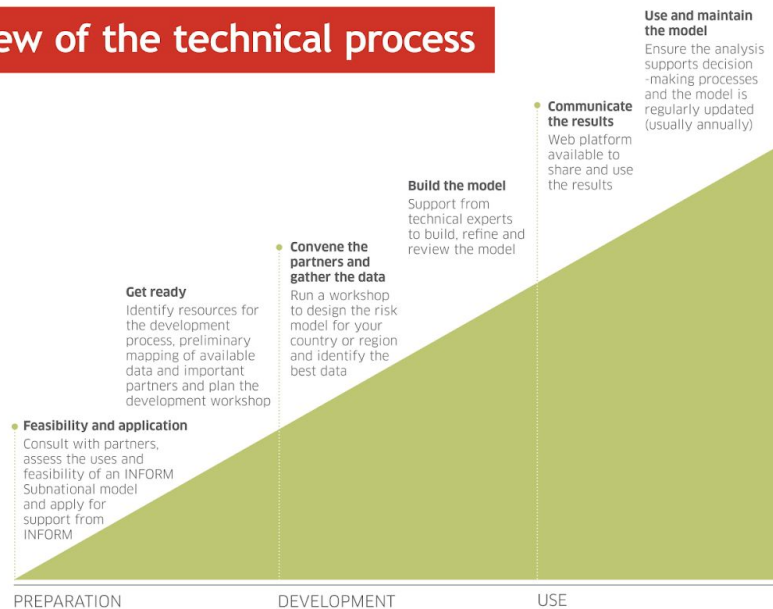 ew of the technical process
Use and maintain
the model
Ensure the analysis
supports decision
-making processes
and the model is
regularly updated
(usually annually)
Communicate
the results
Web platform
available to
share and use
the results
Build the model
Support from
technical experts
to build, refine and
review the model
Convene the
partners and
gather the data
Run a workshop
to design the risk
model for your
country or region
and identify the
best data
Get ready
Identify resources for
the development
process, preliminary
mapping of available
data and important
partners and plan the
development workshop
Feasibility and application
Consult with partners,
assess the uses and
feasibility of an INFORM
Subnational model
and apply for
support from
INFORM
PREPARATION
DEVELOPMENT
USE